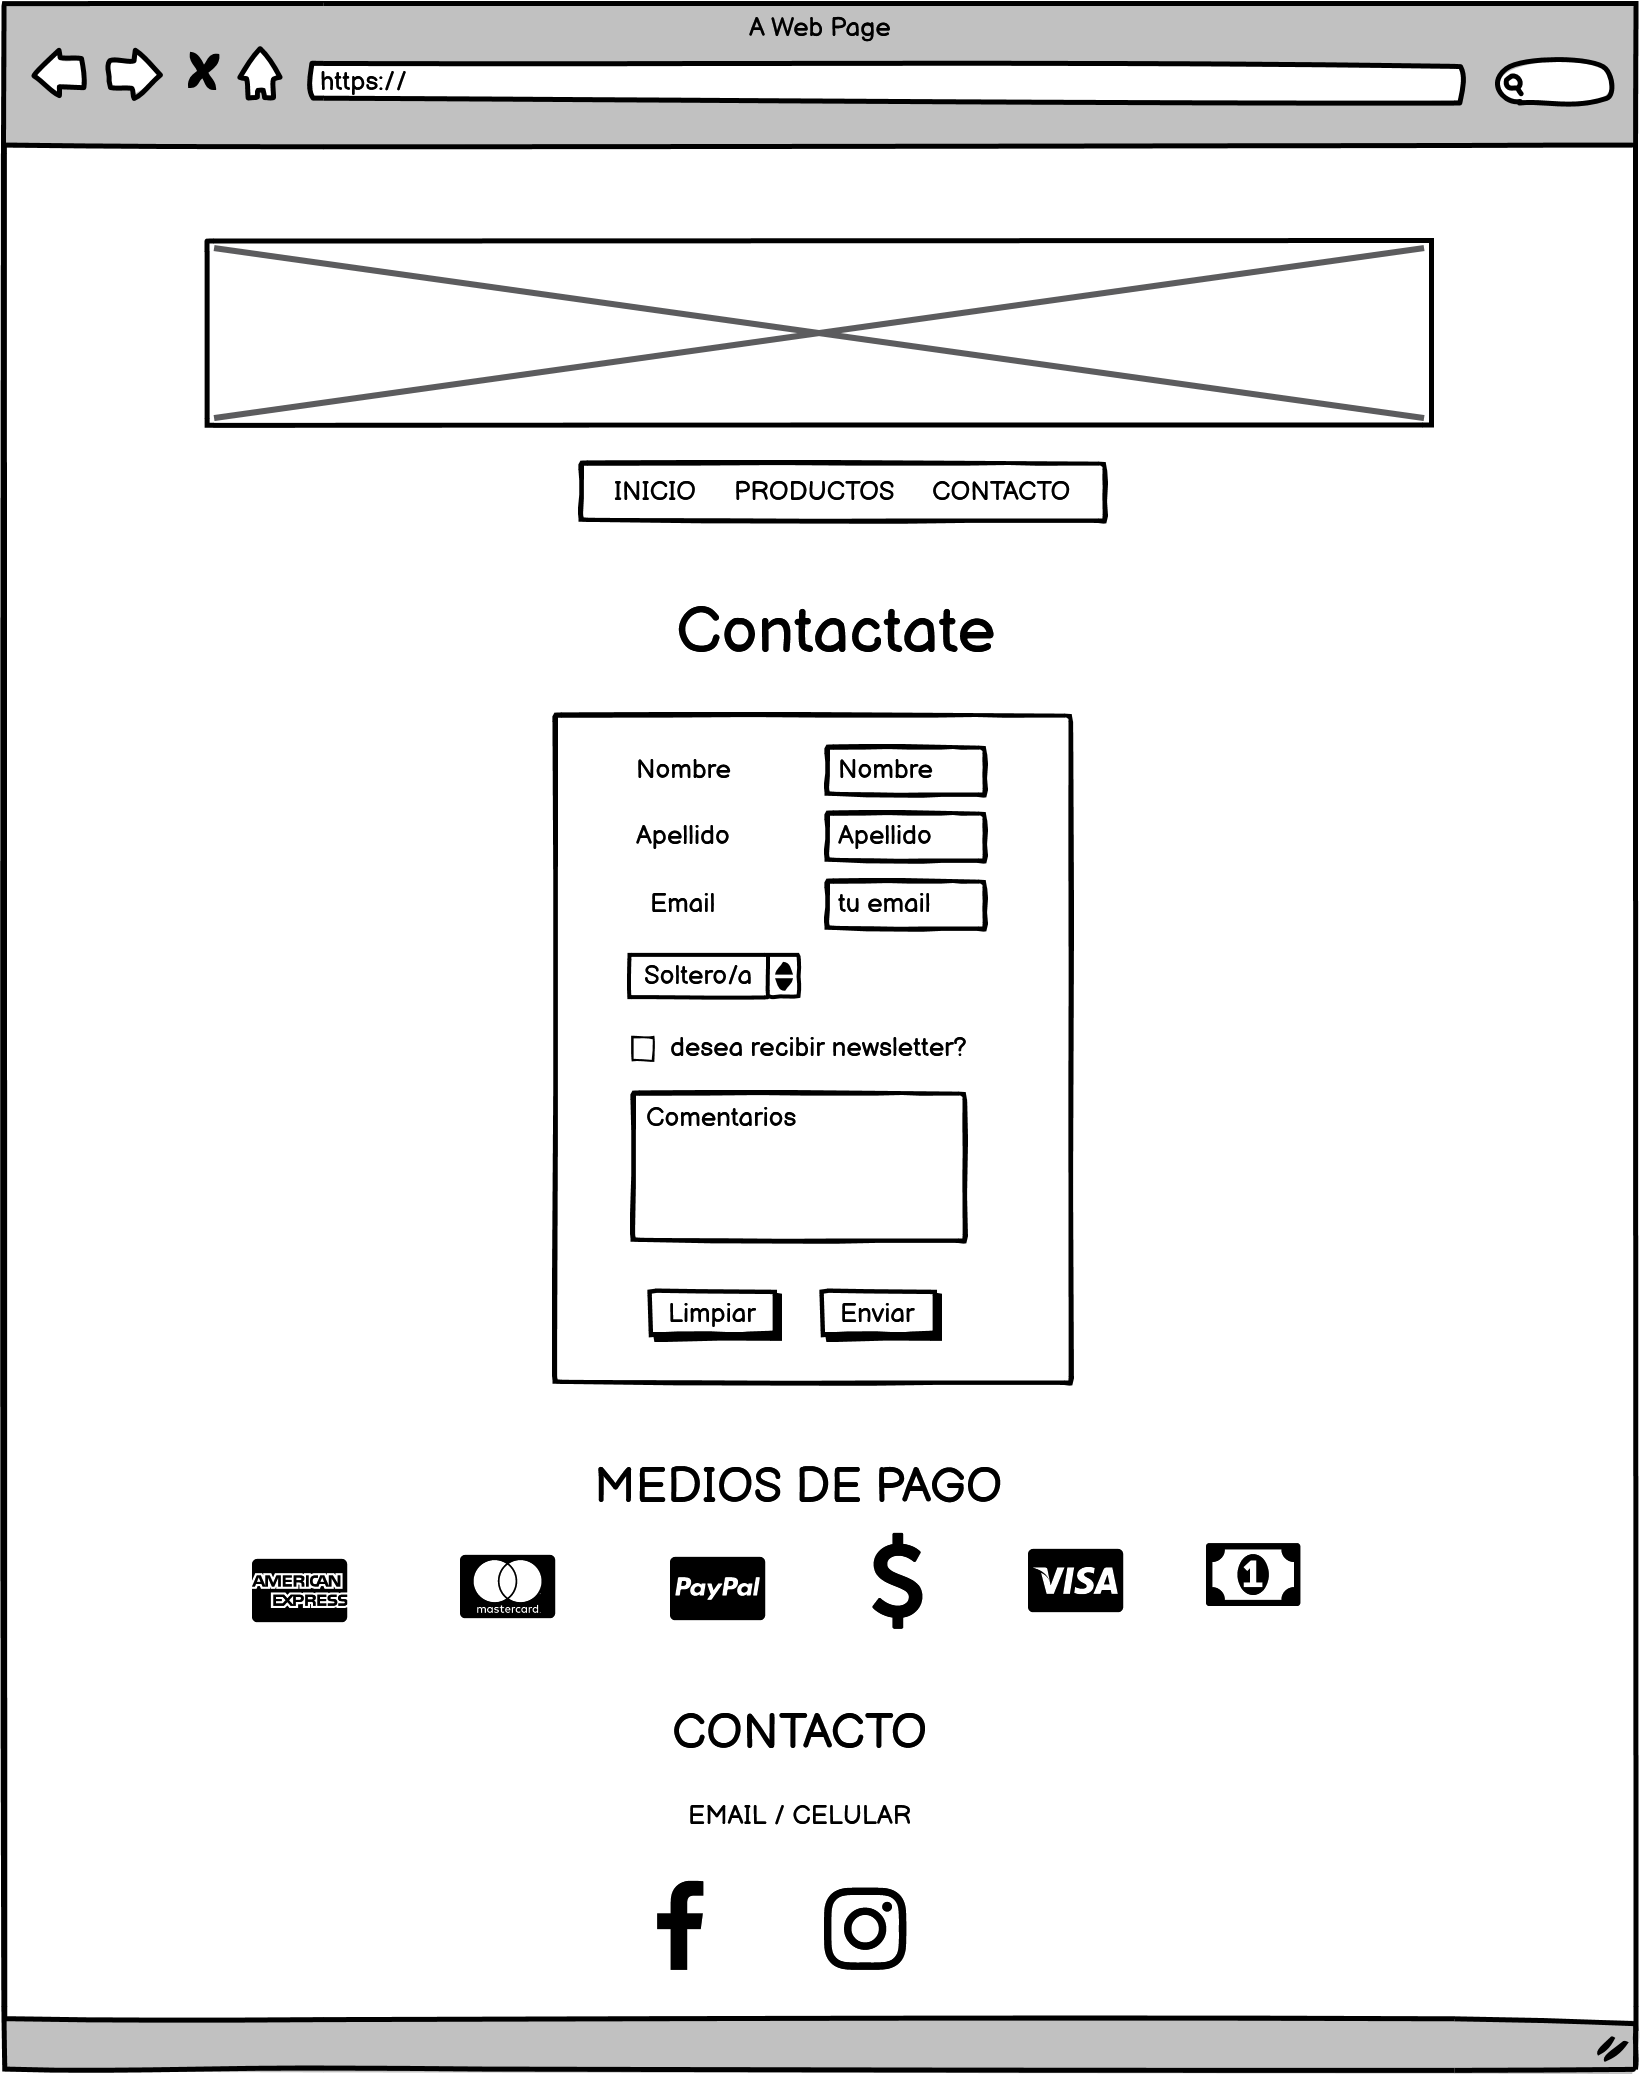 A Web Page
https://
INICIO PRODUCTOS CONTACTO
Contactate
Nombre Nombre
Apellido Apellido
Email tu email
Soltero/a
desea recibir newsletter?
Comentarios
Limpiar Enviar
MEDIOS DE PAGO
AMERICAN
EXPRESS
mastercard.
PayPal
$
VISA
1
CONTACTO
EMAIL / CELULAR
f